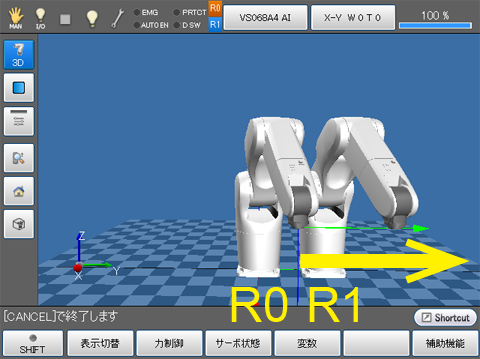 MAN
I/O
EMG
PRTCT
AUTO EN
D SW
R0
R1
VS068A4 AI
X-Y W 0 T 0
100 %
3D
Z
Y
X
R0 R1
[CANCEL]で終了します
Shortcut
SHIFT
表示切替
力制御
サーボ状態
変数
補助機能